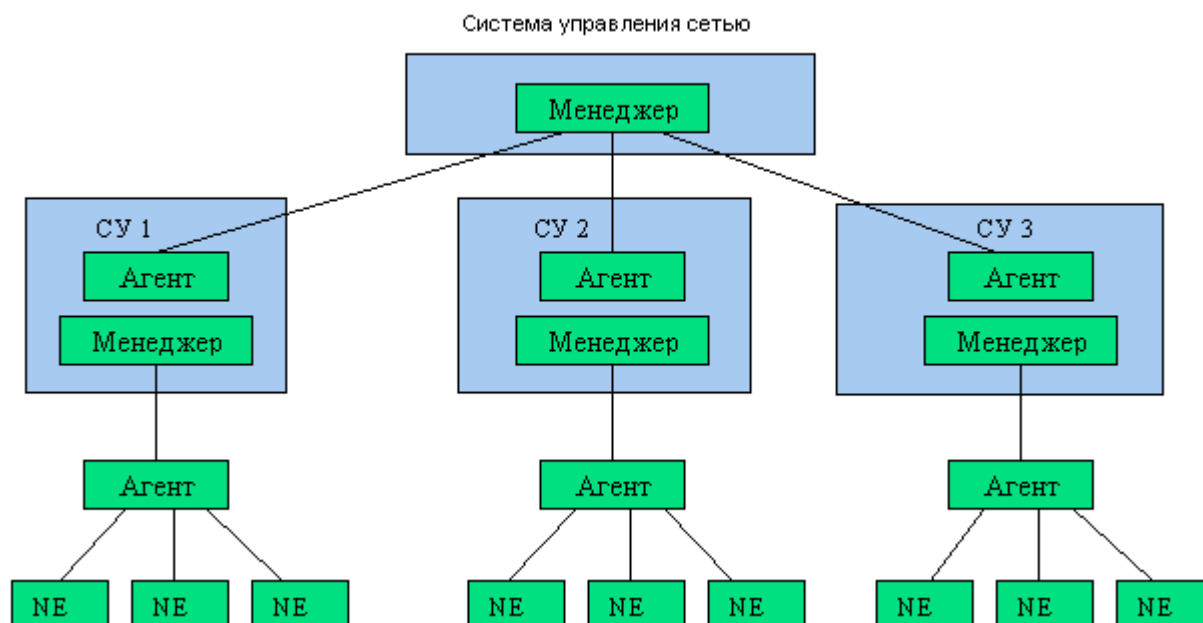 Система управления сетью
Менеджер
СУ 1
СУ 2
СУ 3
Агент
Агент
Агент
Менеджер
Менеджер
Менеджер
Агент
Агент
Агент
NE
NE
NE
NE
NE
NE
NE
NE
NE